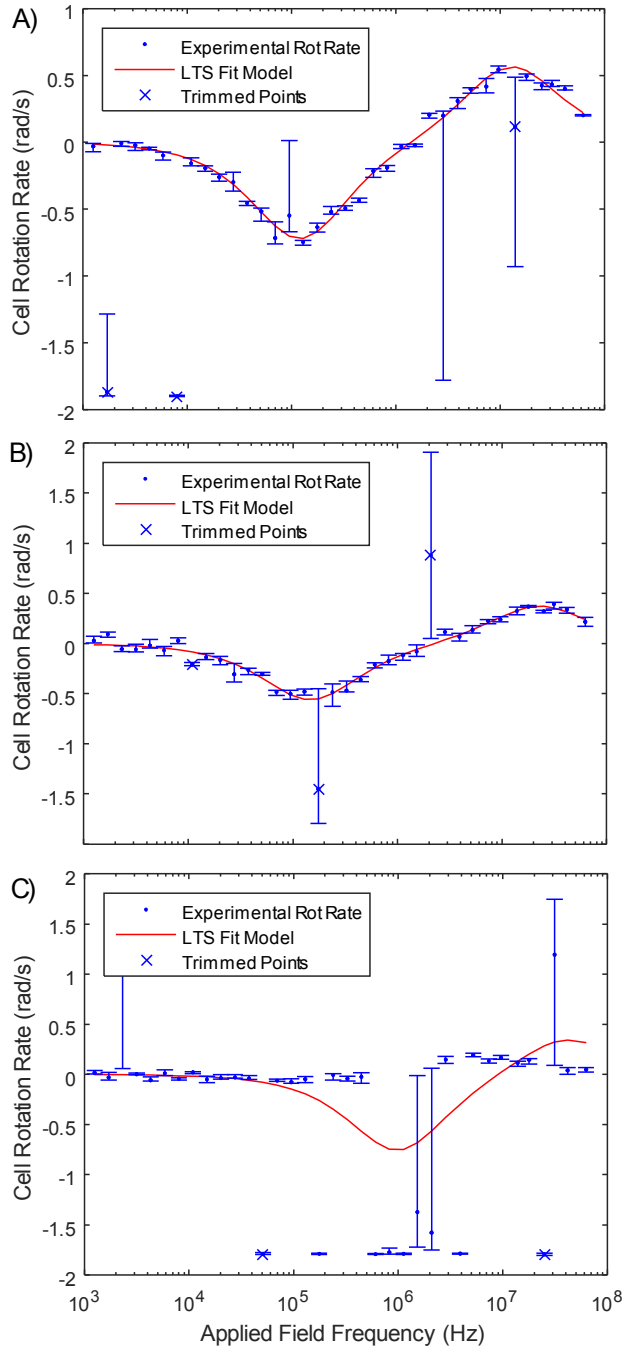 A)
Experimental Rot Rate
LTS Fit Model
Trimmed Points
1
0.5
0
-0.5
-1
-1.5
-2
Cell Rotation Rate (rad/s)
B)
Experimental Rot Rate
LTS Fit Model
Trimmed Points
2
1.5
1
0.5
0
-0.5
-1
-1.5
Cell Rotation Rate (rad/s)
C)
Experimental Rot Rate
LTS Fit Model
Trimmed Points
2
1.5
1
0.5
0
-0.5
-1
-1.5
-2
Cell Rotation Rate (rad/s)
10³ 10⁴ 10⁵ 10⁶ 10⁷ 10⁸
Applied Field Frequency (Hz)